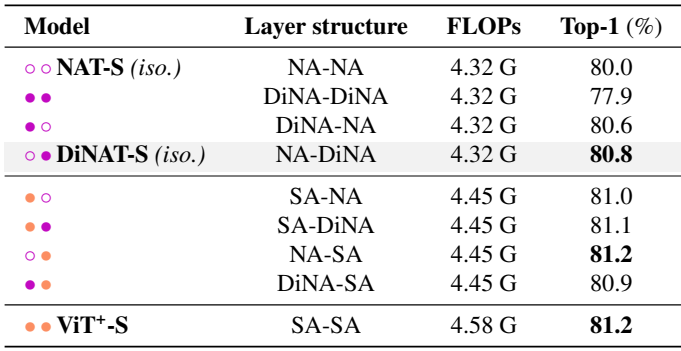 Model Layer structure FLOPs Top-1 (%)
○ ○ NAT-S (iso.) NA-NA 4.32 G 80.0
● ● DiNA-DiNA 4.32 G 77.9
● ○ DiNA-NA 4.32 G 80.6
○ ● DiNAT-S (iso.) NA-DiNA 4.32 G 80.8
● ○ SA-NA 4.45 G 81.0
● ● SA-DiNA 4.45 G 81.1
○ ● NA-SA 4.45 G 81.2
● ● DiNA-SA 4.45 G 80.9
● ● ViT⁺-S SA-SA 4.58 G 81.2